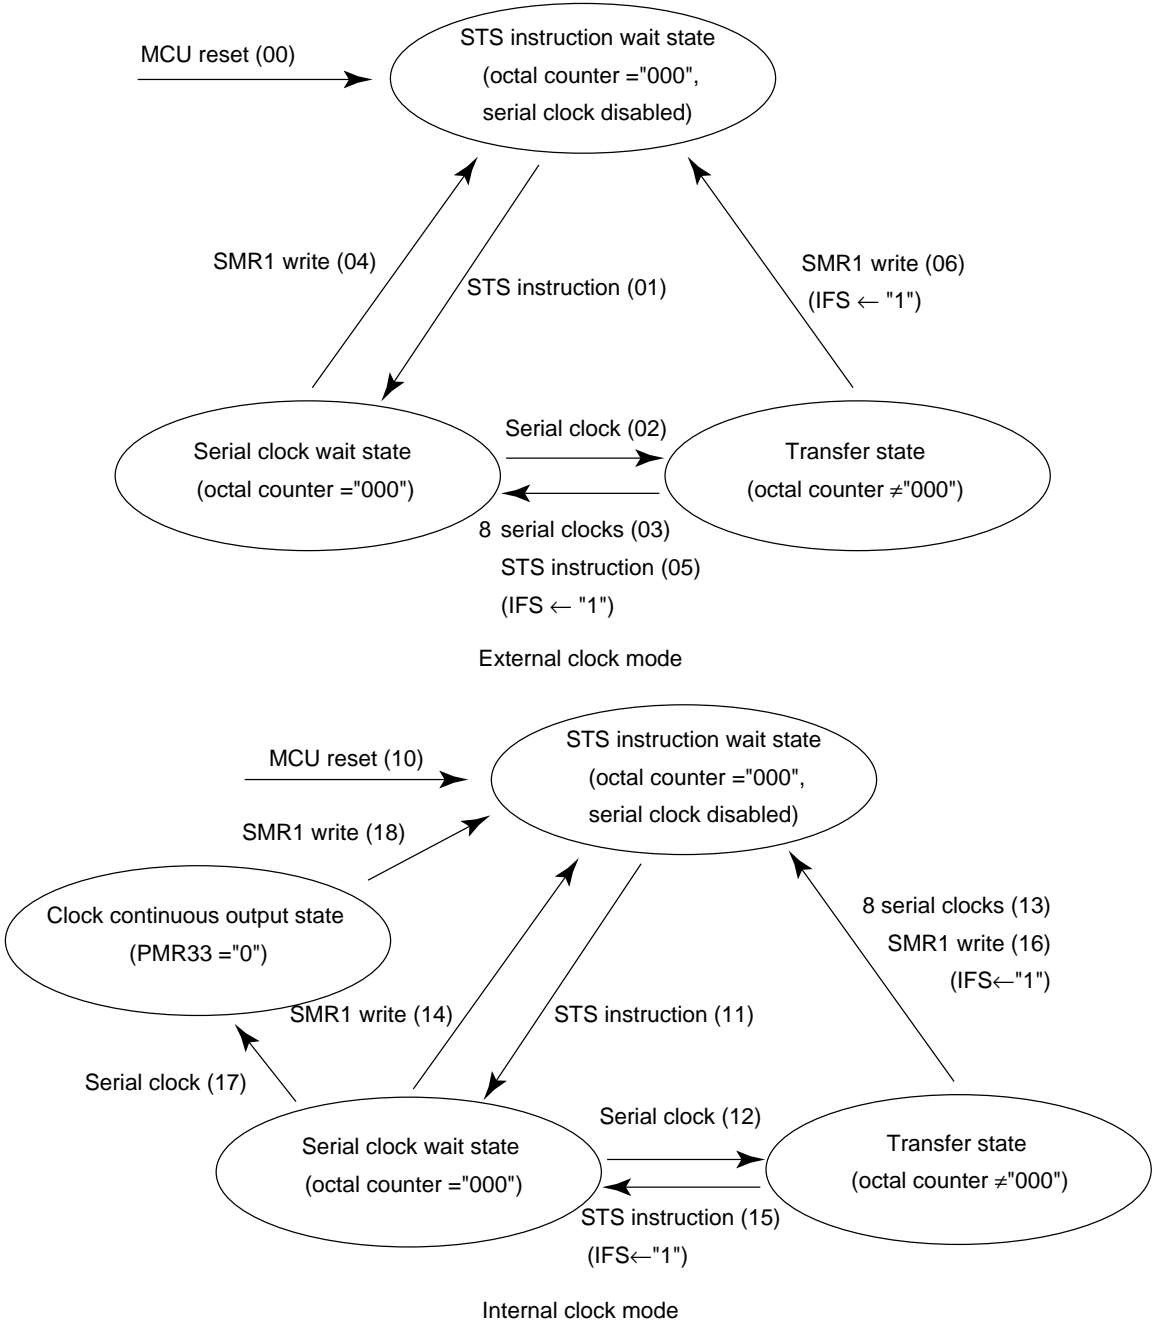 STS instruction wait state
(octal counter ="000",
serial clock disabled)
MCU reset (00)
SMR1 write (04)
STS instruction (01)
SMR1 write (06)
(IFS ← "1")
Serial clock wait state
(octal counter ="000")
Serial clock (02)
Transfer state
(octal counter ≠"000")
8 serial clocks (03)
STS instruction (05)
(IFS ← "1")
External clock mode
STS instruction wait state
(octal counter ="000",
serial clock disabled)
MCU reset (10)
SMR1 write (18)
Clock continuous output state
(PMR33 ="0")
8 serial clocks (13)
SMR1 write (16)
(IFS←"1")
SMR1 write (14)
STS instruction (11)
Serial clock (17)
Serial clock wait state
(octal counter ="000")
Serial clock (12)
Transfer state
(octal counter ≠"000")
STS instruction (15)
(IFS←"1")
Internal clock mode